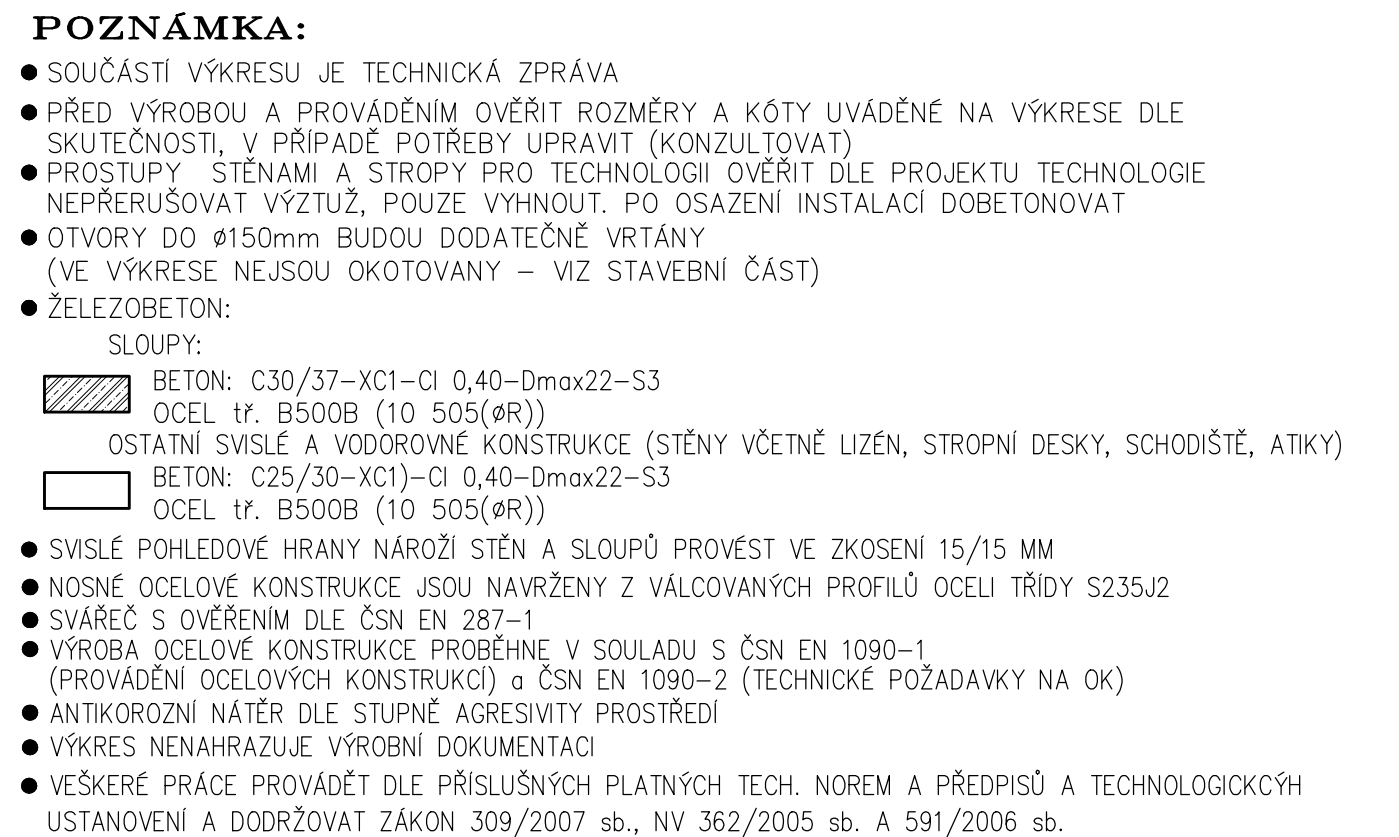 POZNÁMKA:
● SOUČÁSTÍ VÝKRESU JE TECHNICKÁ ZPRÁVA
● PŘED VÝROBOU A PROVÁDĚNÍM OVĚŘIT ROZMĚRY A KÓTY UVÁDĚNÉ NA VÝKRESE DLE
SKUTEČNOSTI, V PŘÍPADĚ POTŘEBY UPRAVIT (KONZULTOVAT)
● PROSTUPY STĚNAMI A STROPY PRO TECHNOLOGII OVĚŘIT DLE PROJEKTU TECHNOLOGIE
NEPŘERUŠOVAT VÝZTUŽ, POUZE VYHNOUT. PO OSAZENÍ INSTALACÍ DOBETONOVAT
● OTVORY DO ø150mm BUDOU DODATEČNĚ VRTÁNY
(VE VÝKRESE NEJSOU OKOTOVANY – VIZ STAVEBNÍ ČÁST)
● ŽELEZOBETON:
SLOUPY:
BETON: C30/37–XC1–Cl 0,40–Dmax22–S3
OCEL tř. B500B (10 505(øR))
OSTATNÍ SVISLÉ A VODOROVNÉ KONSTRUKCE (STĚNY VČETNĚ LIZÉN, STROPNÍ DESKY, SCHODIŠTĚ, ATIKY)
BETON: C25/30–XC1)–Cl 0,40–Dmax22–S3
OCEL tř. B500B (10 505(øR))
● SVISLÉ POHLEDOVÉ HRANY NÁROŽÍ STĚN A SLOUPŮ PROVÉST VE ZKOSENÍ 15/15 MM
● NOSNÉ OCELOVÉ KONSTRUKCE JSOU NAVRŽENY Z VÁLCOVANÝCH PROFILŮ OCELI TŘÍDY S235J2
● SVÁŘEČ S OVĚŘENÍM DLE ČSN EN 287–1
● VÝROBA OCELOVÉ KONSTRUKCE PROBĚHNE V SOULADU S ČSN EN 1090–1
(PROVÁDĚNÍ OCELOVÝCH KONSTRUKCÍ) a ČSN EN 1090–2 (TECHNICKÉ POŽADAVKY NA OK)
● ANTIKOROZNÍ NÁTĚR DLE STUPNĚ AGRESIVITY PROSTŘEDÍ
● VÝKRES NENAHRAZUJE VÝROBNÍ DOKUMENTACI
● VEŠKERÉ PRÁCE PROVÁDĚT DLE PŘÍSLUŠNÝCH PLATNÝCH TECH. NOREM A PŘEDPISŮ A TECHNOLOGICKCÝH
USTANOVENÍ A DODRŽOVAT ZÁKON 309/2007 sb., NV 362/2005 sb. A 591/2006 sb.